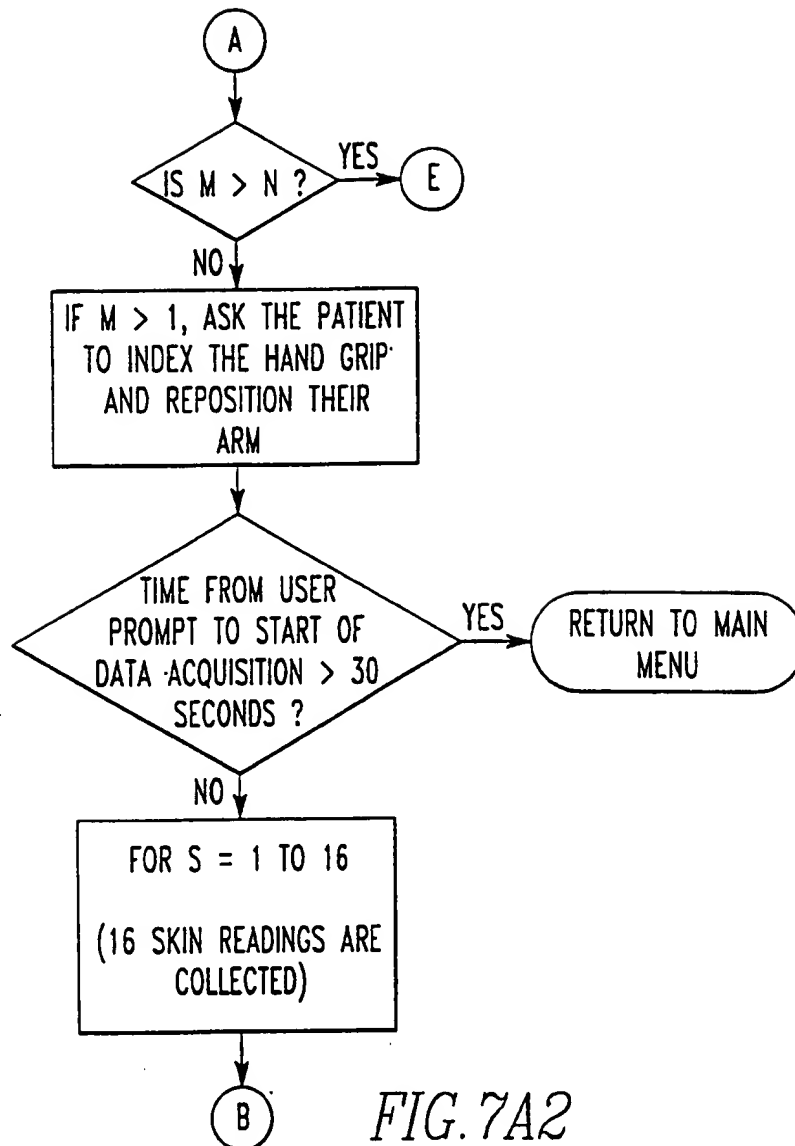 A
IS M > N ?
YES
E
NO
IF M > 1, ASK THE PATIENT
TO INDEX THE HAND GRIP
AND REPOSITION THEIR
ARM
TIME FROM USER
PROMPT TO START OF
DATA ACQUISITION > 30
SECONDS ?
YES
RETURN TO MAIN
MENU
NO
FOR S = 1 TO 16
(16 SKIN READINGS ARE
COLLECTED)
B
FIG. 7A2